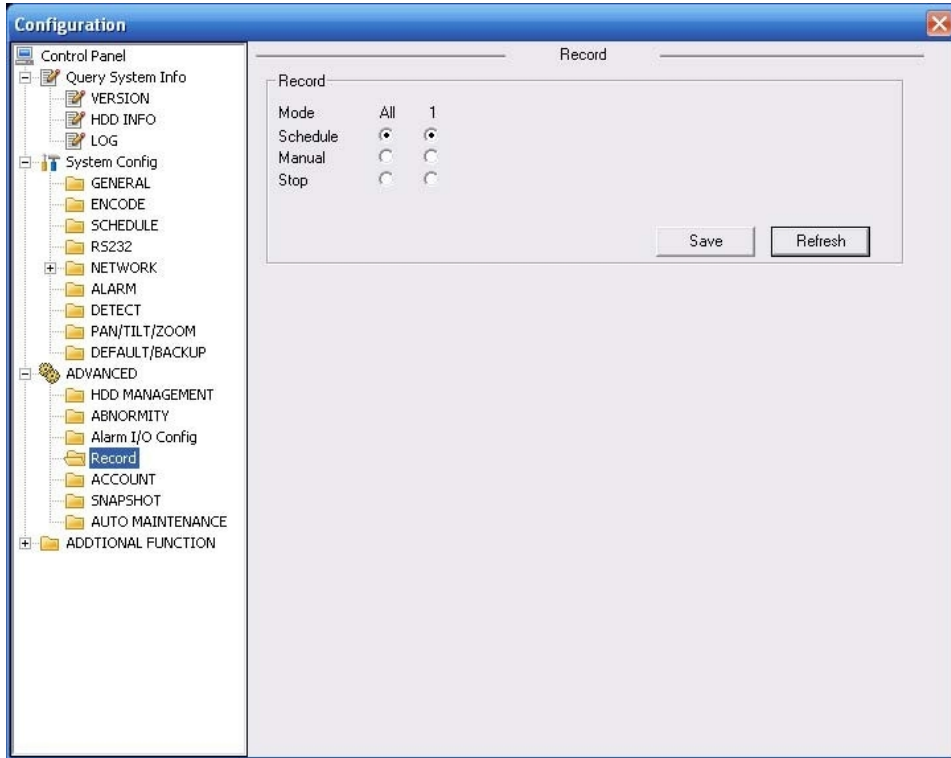 Configuration
Control Panel
Query System Info
VERSION
HDD INFO
LOG
System Config
GENERAL
ENCODE
SCHEDULE
RS232
NETWORK
ALARM
DETECT
PAN/TILT/ZOOM
DEFAULT/BACKUP
ADVANCED
HDD MANAGEMENT
ABNORMITY
Alarm I/O Config
Record
ACCOUNT
SNAPSHOT
AUTO MAINTENANCE
ADDTIONAL FUNCTION
Record
Record
Mode All 1
Schedule
Manual
Stop
Save Refresh